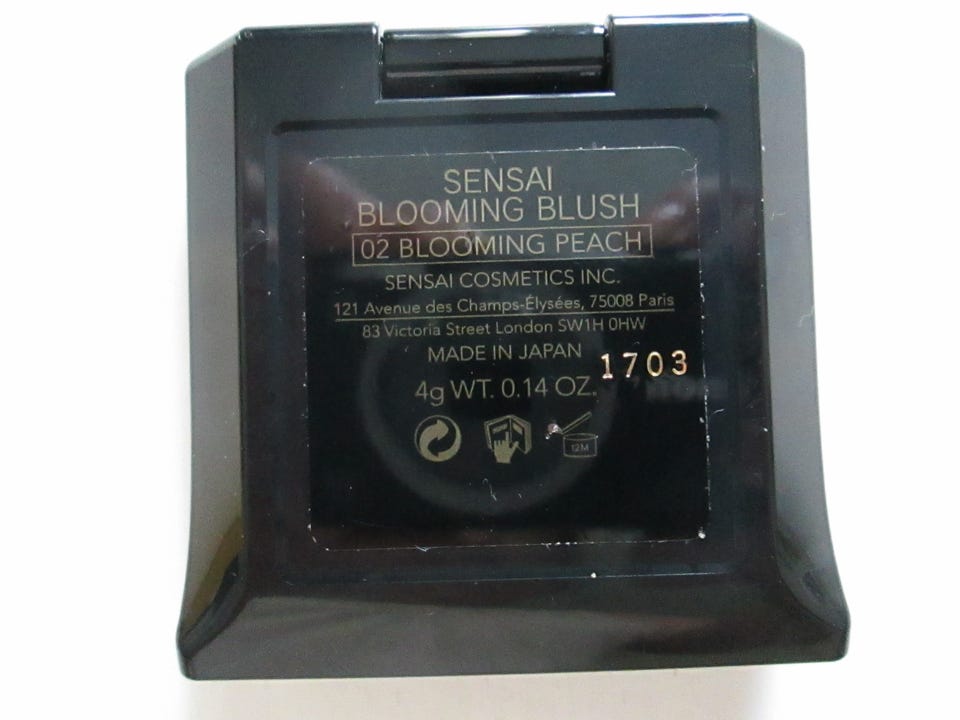 SENSAI
BLOOMING BLUSH
02 BLOOMING PEACH
SENSAI COSMETICS INC.
121 Avenue des Champs-Élysées, 75008 Paris
83 Victoria Street London SW1H 0HW
MADE IN JAPAN
1703
4g WT. 0.14 OZ.
12M